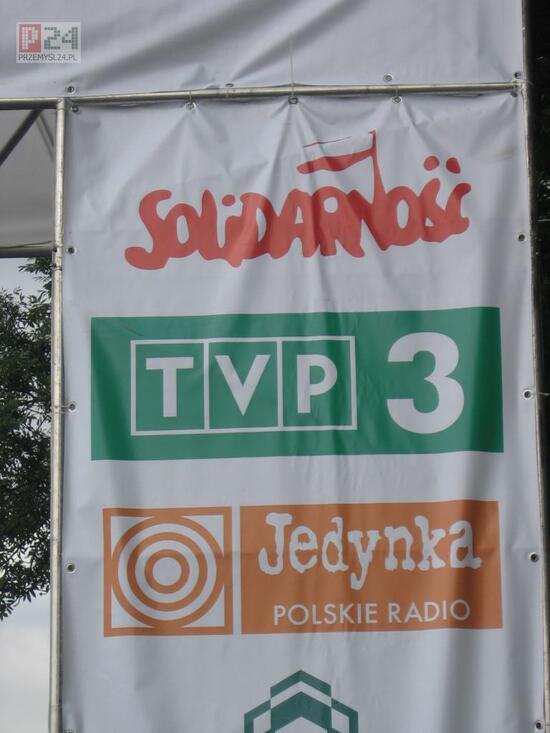 P24
PRZEMYSL24.PL
SOLIDARNOŚĆ
TVP 3
Jedynka
POLSKIE RADIO